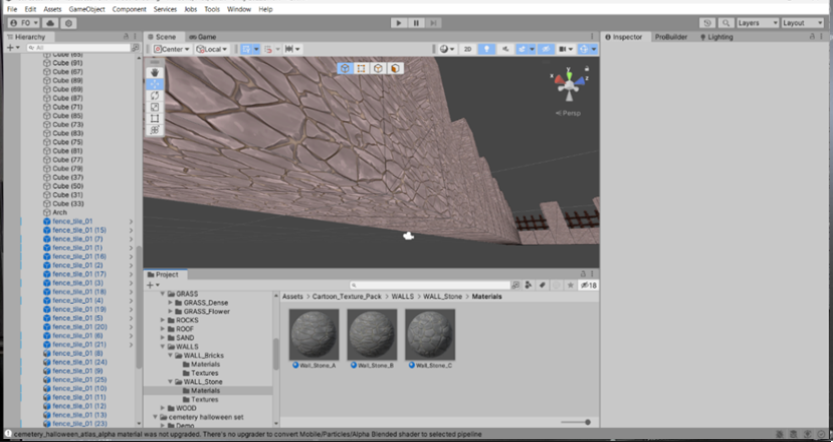 File Edit Assets GameObject Component Services Jobs Tools Window Help
FO
Layers
Layout
Hierarchy
All
Cube (91)
Cube (67)
Cube (89)
Cube (69)
Cube (87)
Cube (71)
Cube (85)
Cube (73)
Cube (83)
Cube (75)
Cube (81)
Cube (77)
Cube (79)
Cube (37)
Cube (50)
Cube (31)
Cube (33)
Arch
fence_tile_01
fence_tile_01 (15)
fence_tile_01 (7)
fence_tile_01 (1)
fence_tile_01 (16)
fence_tile_01 (2)
fence_tile_01 (17)
fence_tile_01 (3)
fence_tile_01 (18)
fence_tile_01 (4)
fence_tile_01 (19)
fence_tile_01 (5)
fence_tile_01 (20)
fence_tile_01 (6)
fence_tile_01 (21)
fence_tile_01 (8)
fence_tile_01 (24)
fence_tile_01 (9)
fence_tile_01 (25)
fence_tile_01 (10)
fence_tile_01 (11)
fence_tile_01 (12)
fence_tile_01 (13)
fence_tile_01 (23)
Scene Game
Center Local
2D
Persp
Project
18
GRASS
GRASS_Dense
GRASS_Flower
ROCKS
ROOF
SAND
WALLS
WALL_Bricks
Materials
Textures
WALL_Stone
Materials
Textures
WOOD
cemetery halloween set
Demo
Assets > Cartoon_Texture_Pack > WALLS > WALL_Stone > Materials
Wall_Stone_A
Wall_Stone_B
Wall_Stone_C
Inspector ProBuilder Lighting
cemetery_halloween_atlas_alpha material was not upgraded. There's no upgrader to convert Mobile/Particles/Alpha Blended shader to selected pipeline